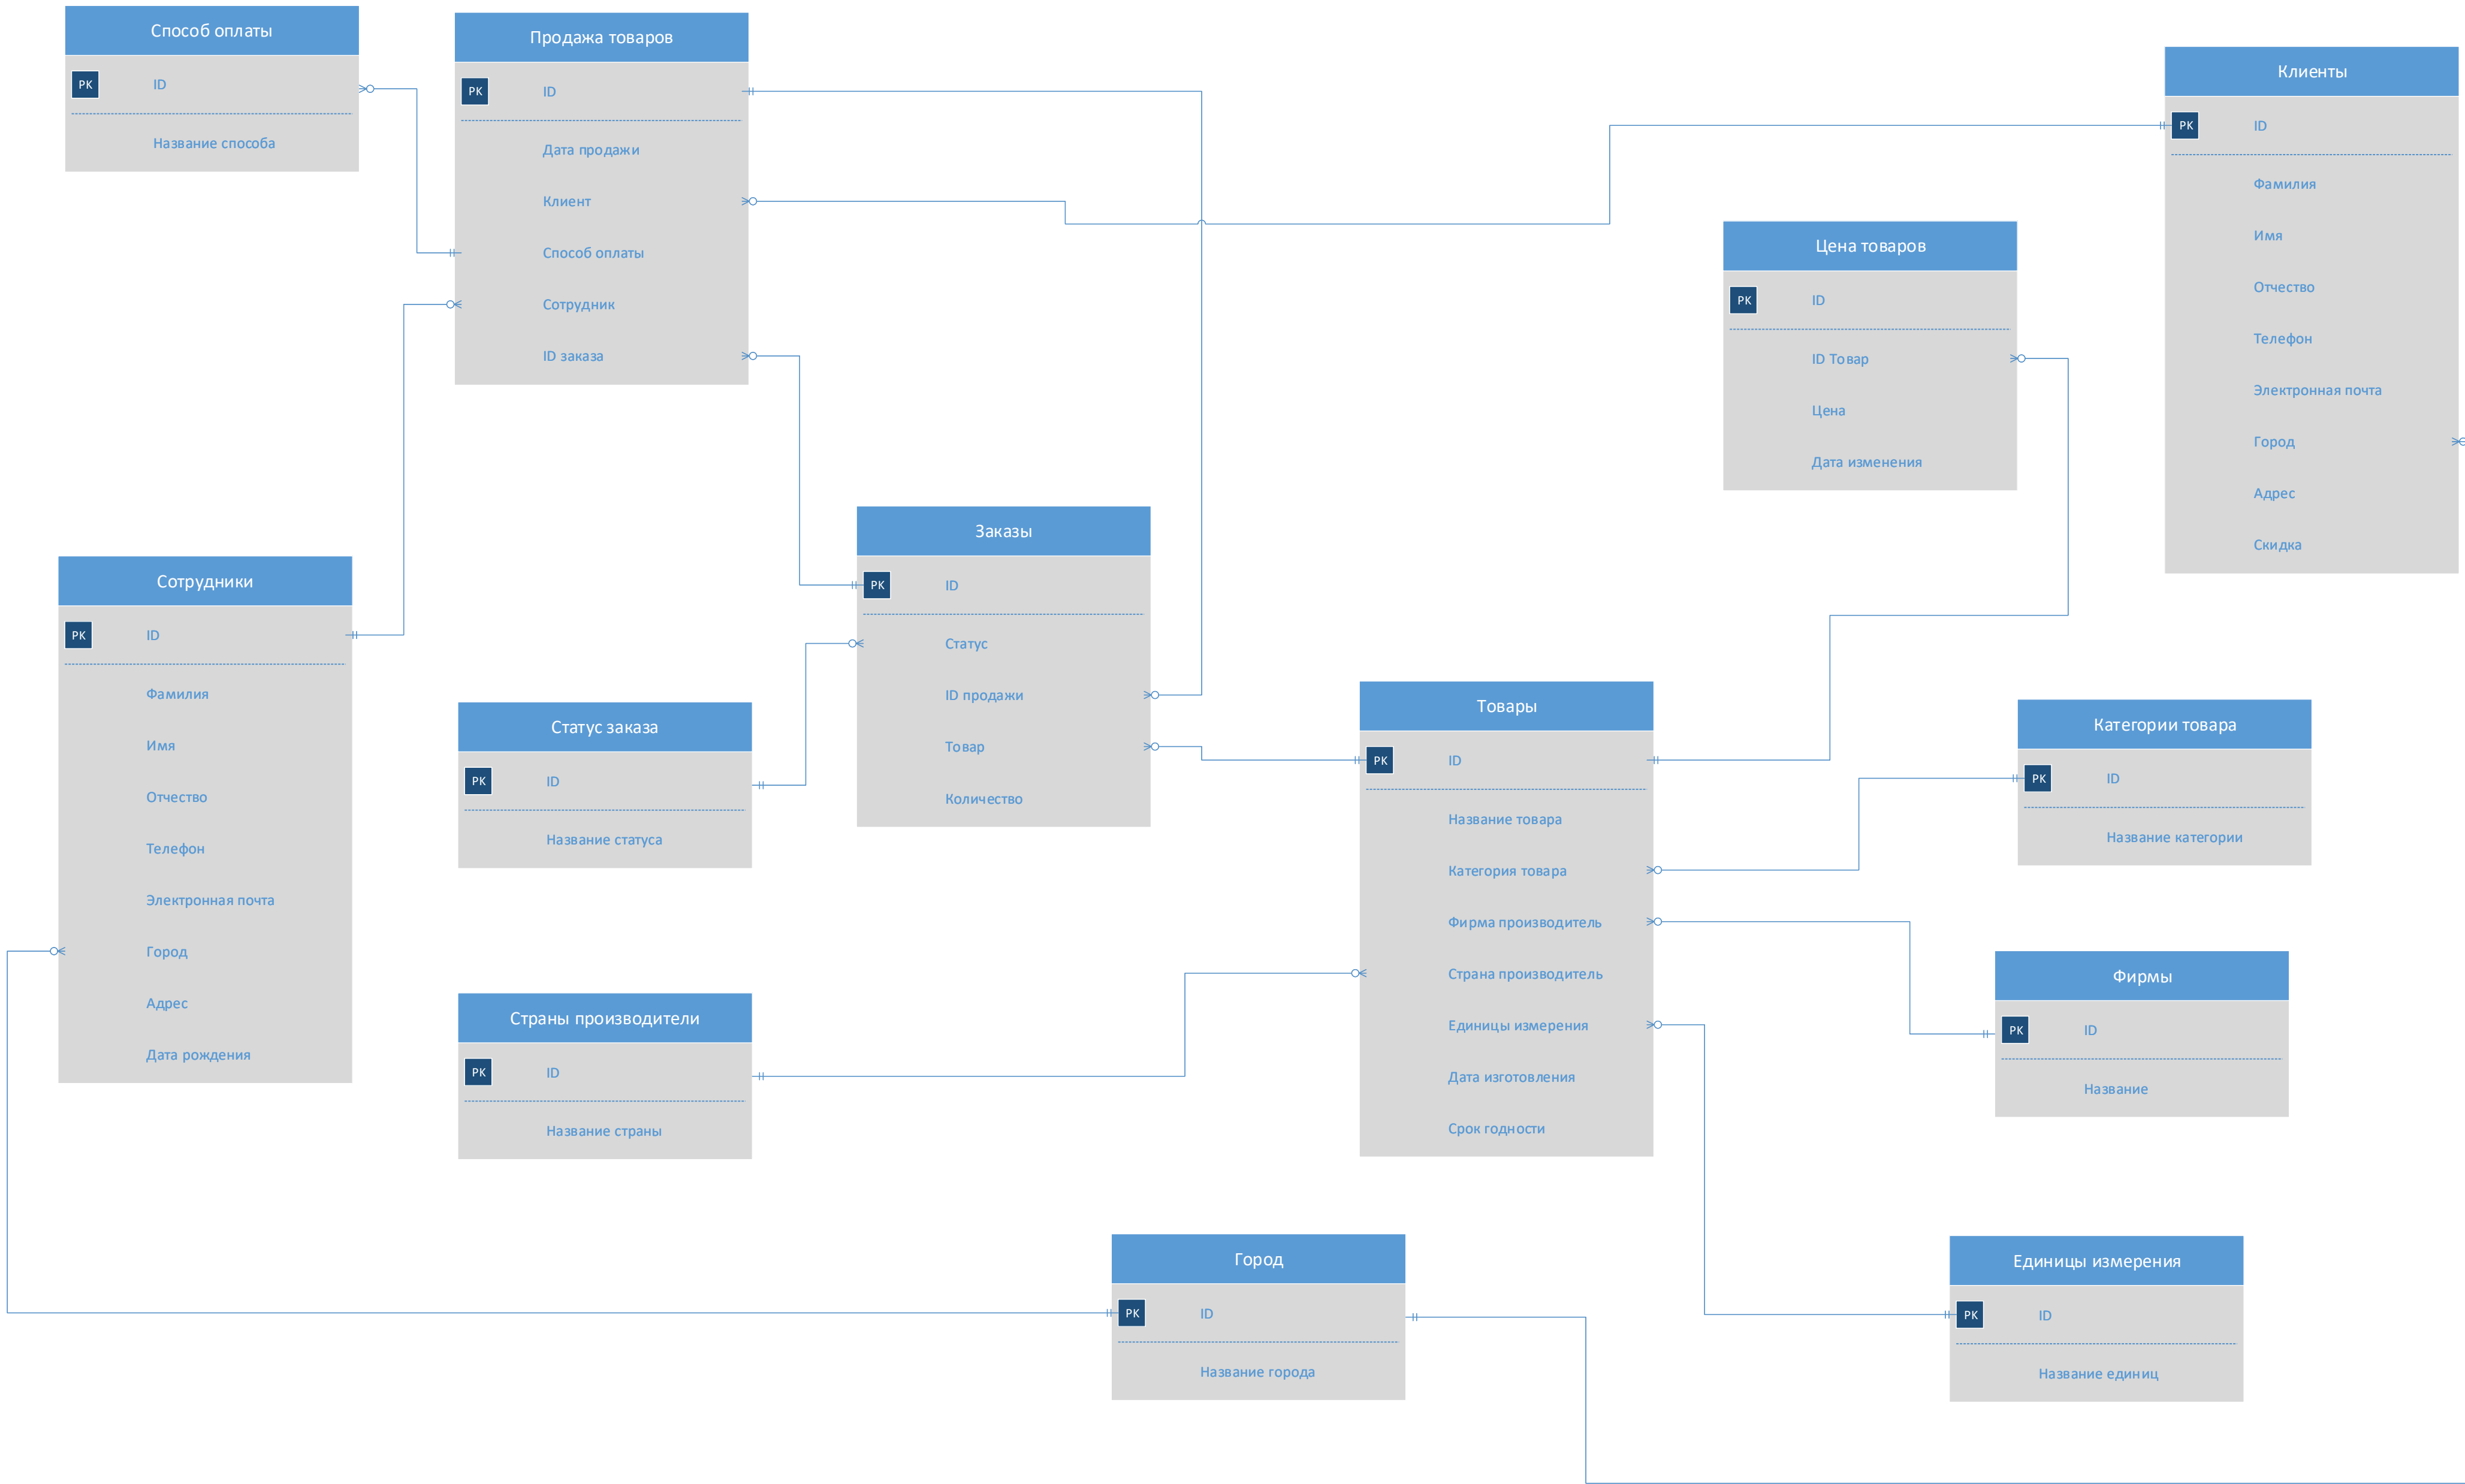 Способ оплаты
PK ID
Название способа
Продажа товаров
PK ID
Дата продажи
Клиент
Способ оплаты
Сотрудник
ID заказа
Клиенты
PK ID
Фамилия
Имя
Отчество
Телефон
Электронная почта
Город
Адрес
Скидка
Цена товаров
PK ID
ID Товар
Цена
Дата изменения
Заказы
PK ID
Статус
ID продажи
Товар
Количество
Сотрудники
PK ID
Фамилия
Имя
Отчество
Телефон
Электронная почта
Город
Адрес
Дата рождения
Статус заказа
PK ID
Название статуса
Товары
PK ID
Название товара
Категория товара
Фирма производитель
Страна производитель
Единицы измерения
Дата изготовления
Срок годности
Категории товара
PK ID
Название категории
Фирмы
PK ID
Название
Страны производители
PK ID
Название страны
Город
PK ID
Название города
Единицы измерения
PK ID
Название единиц